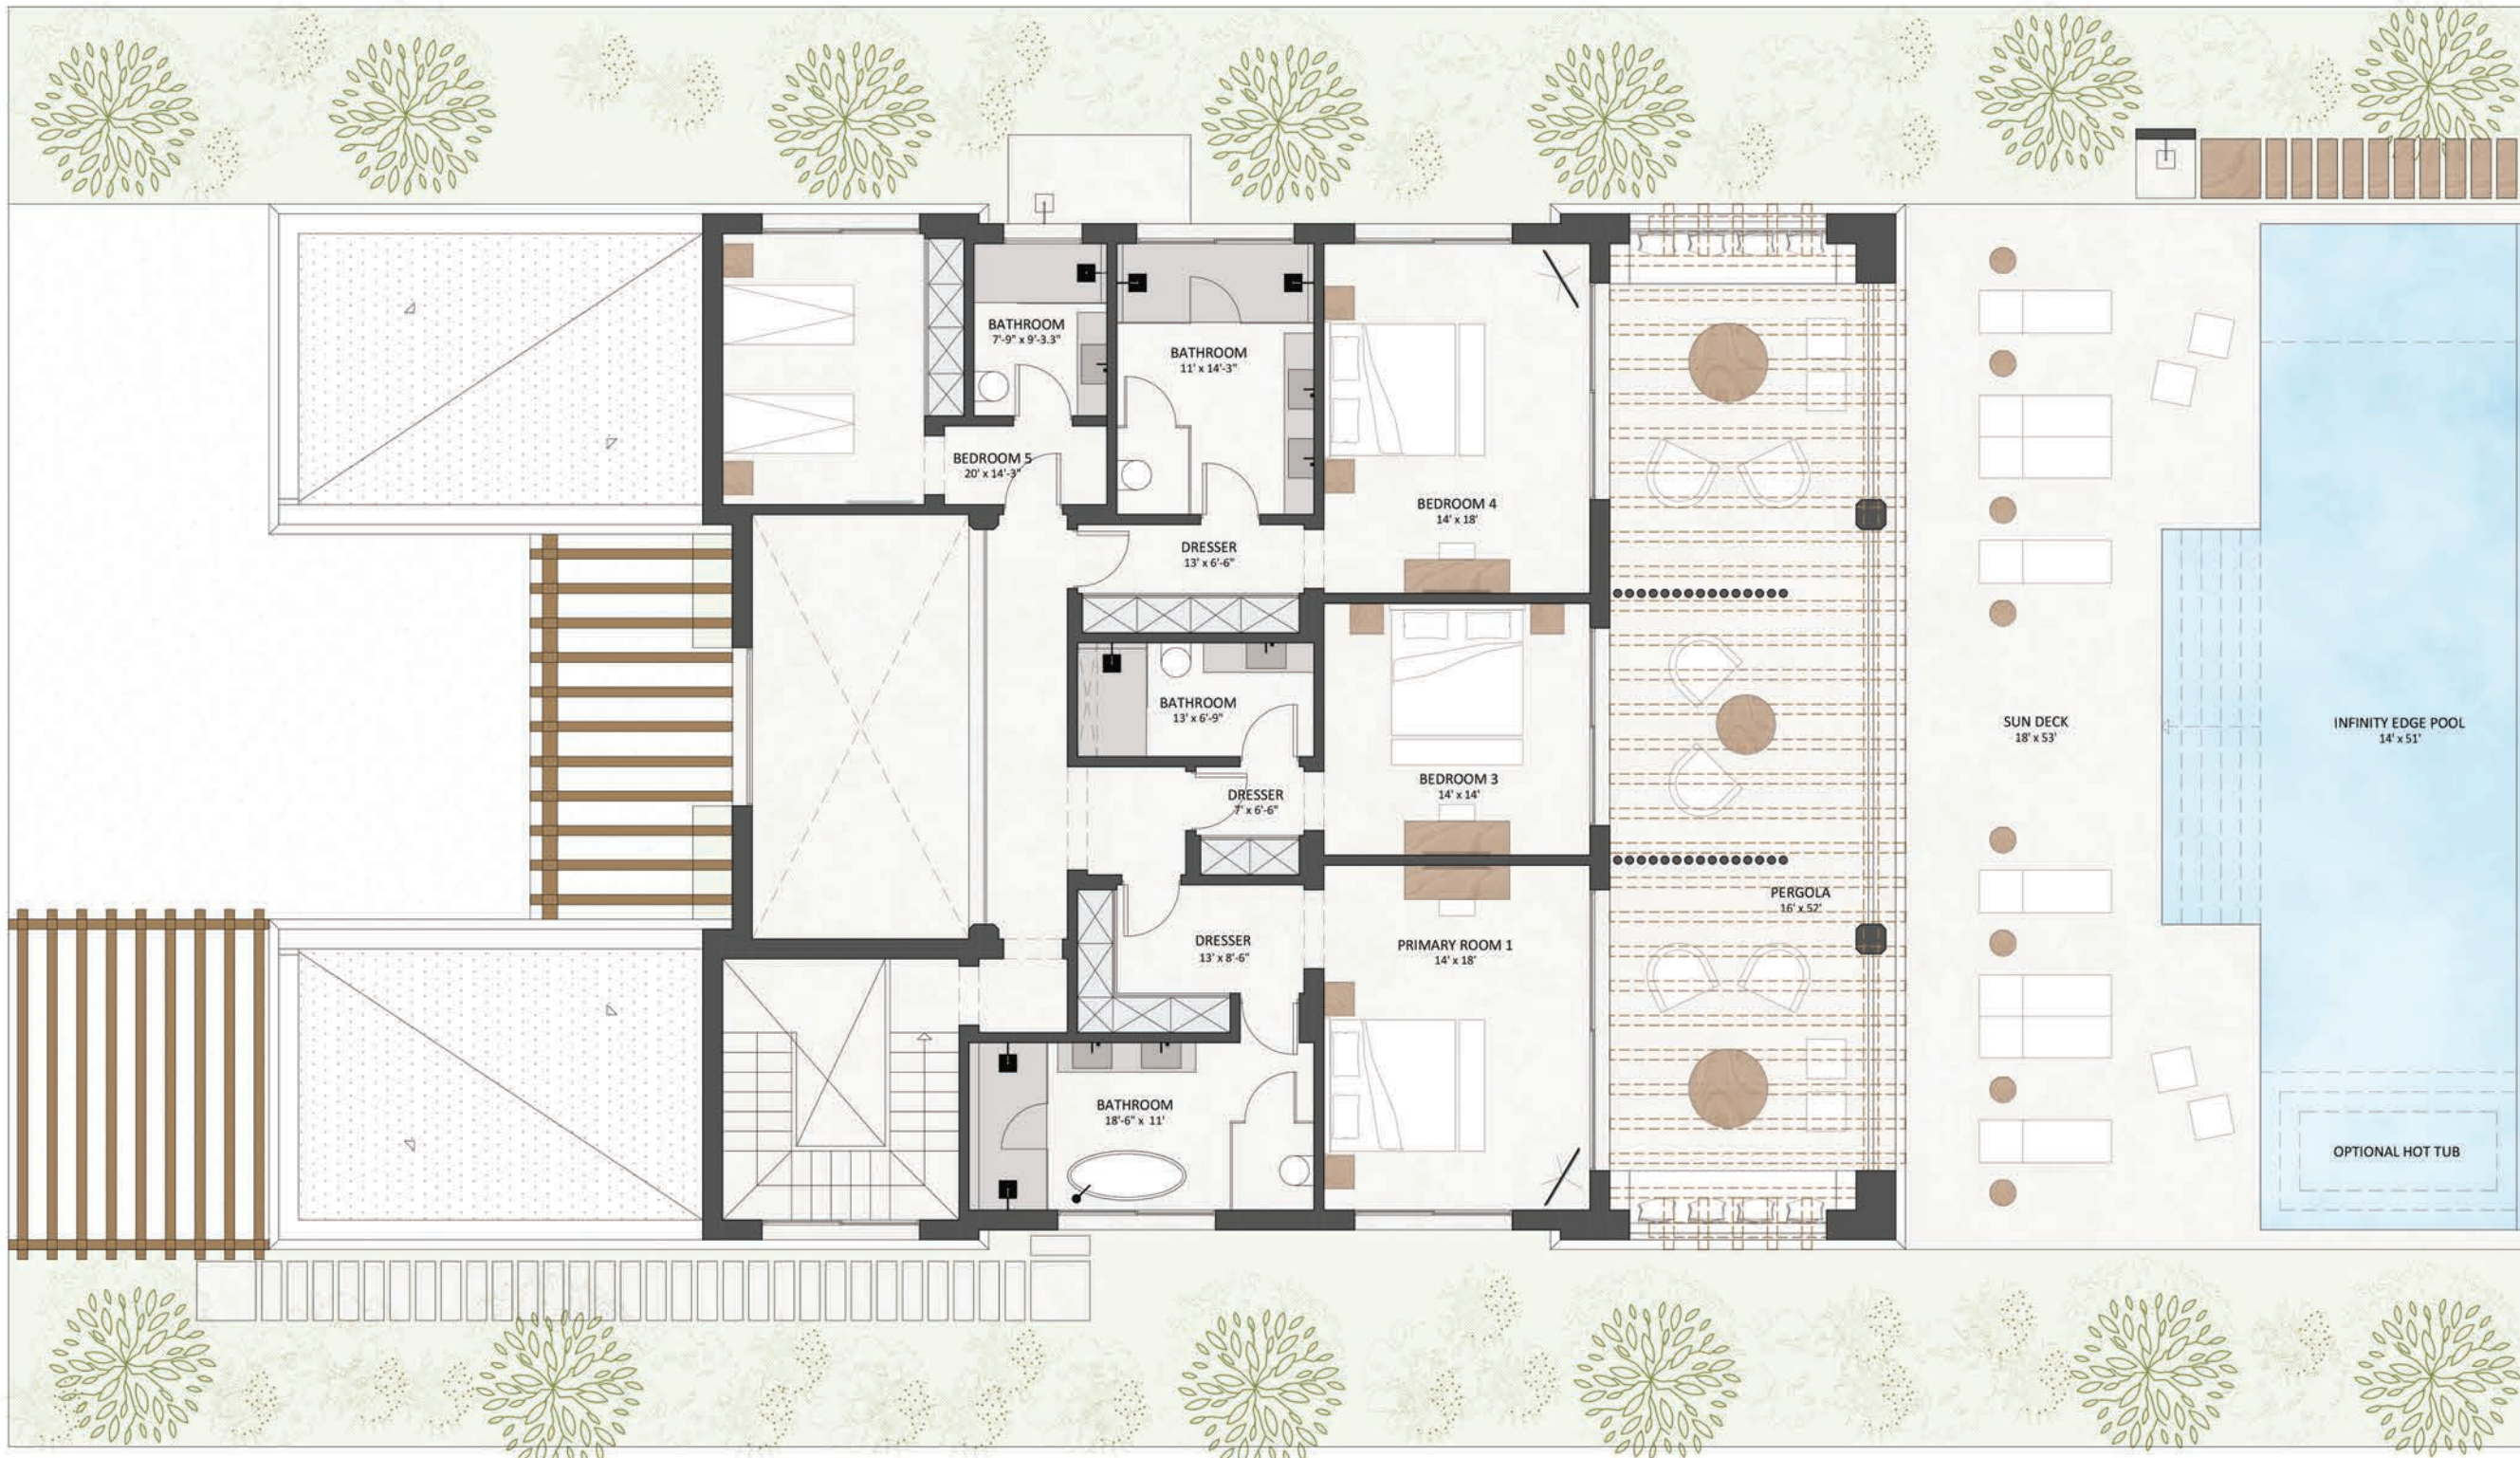 BATHROOM
7'-9" x 9'-3.3"
BATHROOM
11' x 14'-3"
BEDROOM 5
20' x 14'-3"
BEDROOM 4
14' x 18'
DRESSER
13' x 6'-6"
BATHROOM
13' x 6'-9"
DRESSER
7' x 6'-6"
BEDROOM 3
14' x 14'
SUN DECK
18' x 53'
INFINITY EDGE POOL
14' x 51'
PERGOLA
16' x 52'
DRESSER
13' x 8'-6"
PRIMARY ROOM 1
14' x 18'
BATHROOM
18'-6" x 11'
OPTIONAL HOT TUB